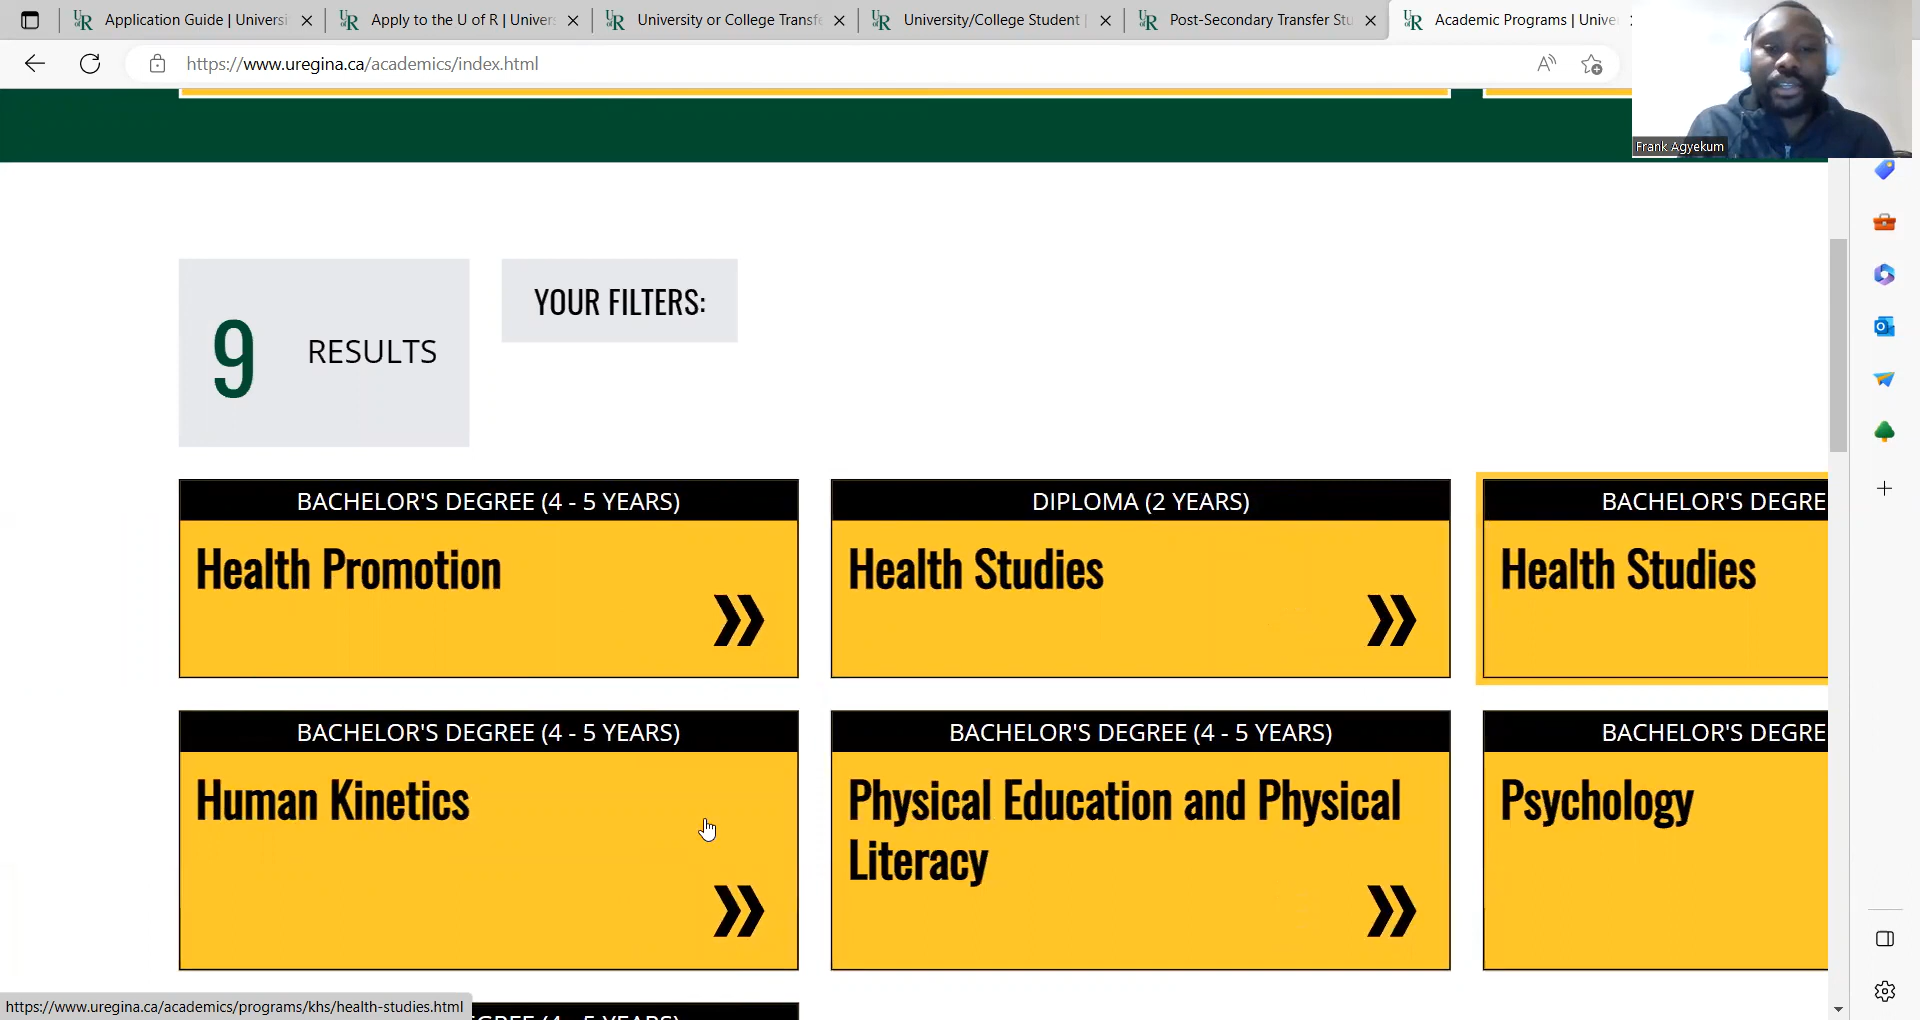 Application Guide | Universi
Apply to the U of R | Univers
University or College Transfe
University/College Student |
Post-Secondary Transfer Stu
Academic Programs | Unive
https://www.uregina.ca/academics/index.html
Frank Agyekum
9 RESULTS
YOUR FILTERS:
BACHELOR'S DEGREE (4 - 5 YEARS)
Health Promotion
DIPLOMA (2 YEARS)
Health Studies
BACHELOR'S DEGREE
Health Studies
BACHELOR'S DEGREE (4 - 5 YEARS)
Human Kinetics
BACHELOR'S DEGREE (4 - 5 YEARS)
Physical Education and Physical
Literacy
BACHELOR'S DEGREE
Psychology
https://www.uregina.ca/academics/programs/khs/health-studies.html